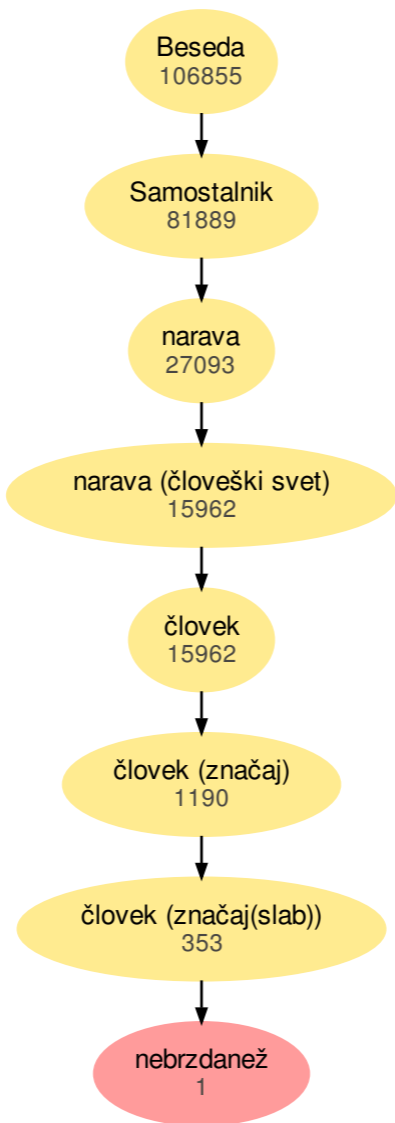 Beseda
106855
Samostalnik
81889
narava
27093
narava (človeški svet)
15962
človek
15962
človek (značaj)
1190
človek (značaj(slab))
353
nebrzdanež
1